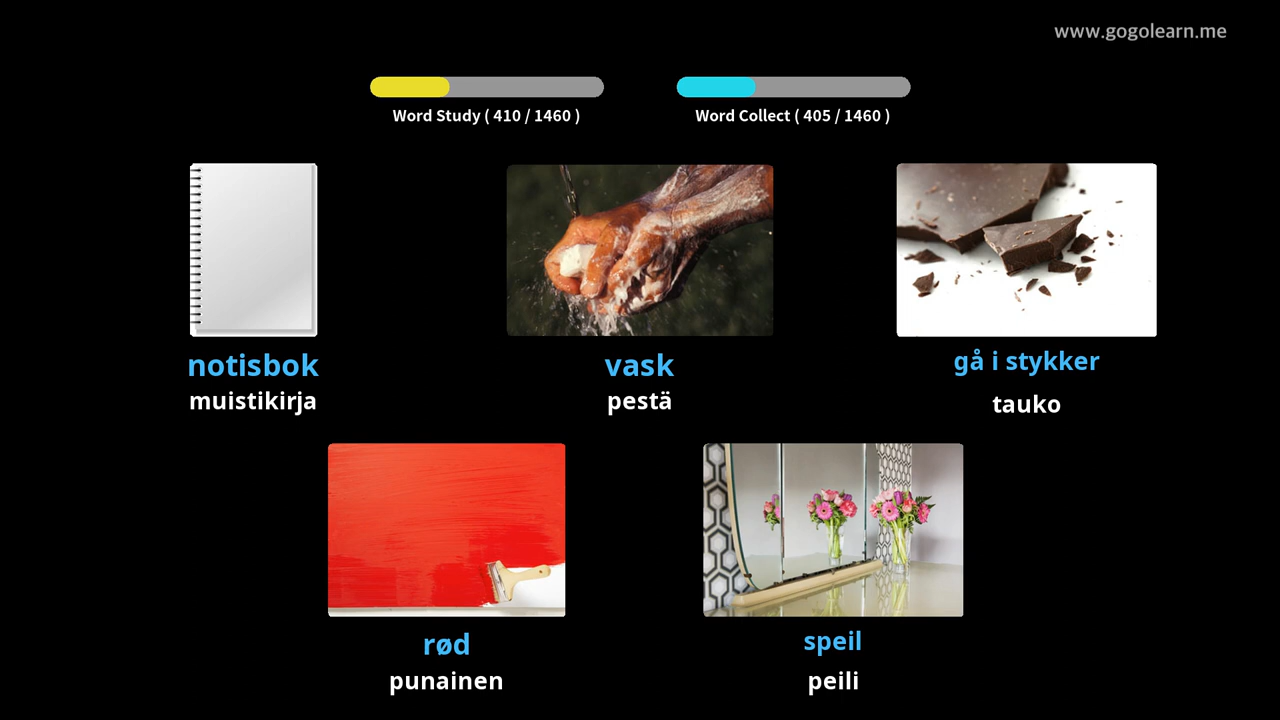 www.gogolearn.me
Word Study ( 410 / 1460 )
Word Collect ( 405 / 1460 )
notisbok
muistikirja
vask
pestä
gå i stykker
tauko
rød
punainen
speil
peili